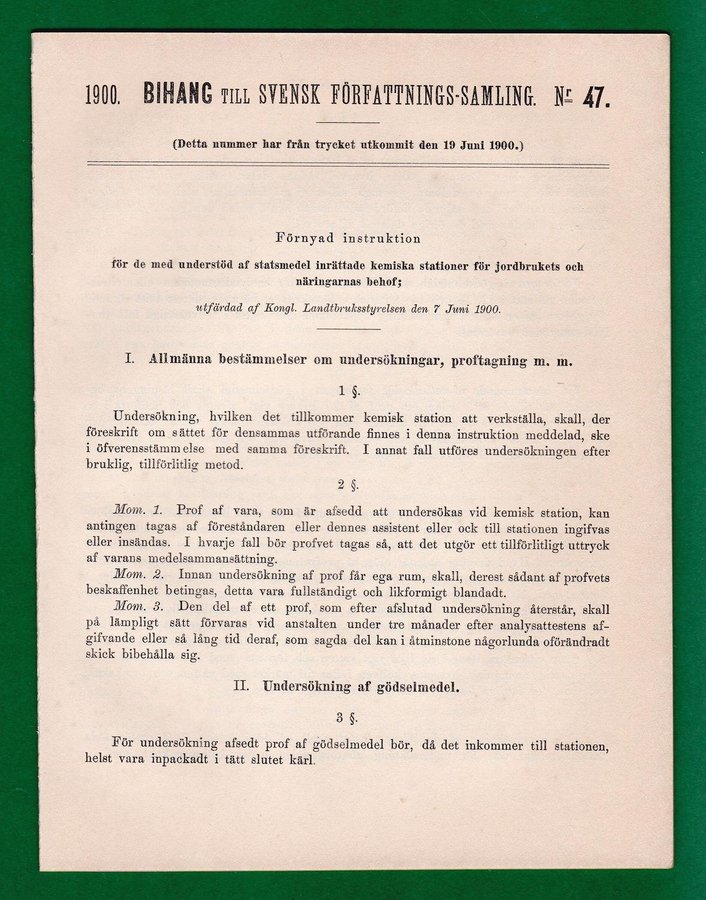 1900. BIHANG TILL SVENSK FÖRFATTNINGS-SAMLING. Nr 47.
(Detta nummer har från trycket utkommit den 19 Juni 1900.)
Förnyad instruktion
för de med understöd af statsmedel inrättade kemiska stationer för jordbrukets och
näringarnas behof;
utfärdad af Kongl. Landtbruksstyrelsen den 7 Juni 1900.
I. Allmänna bestämmelser om undersökningar, proftagning m. m.
1 §.
Undersökning, hvilken det tillkommer kemisk station att verkställa, skall, der
föreskrift om sättet för densammas utförande finnes i denna instruktion meddelad, ske
i öfverensstämmelse med samma föreskrift. I annat fall utföres undersökningen efter
bruklig, tillförlitlig metod.
2 §.
Mom. 1. Prof af vara, som är afsedd att undersökas vid kemisk station, kan
antingen tagas af föreståndaren eller dennes assistent eller ock till stationen ingifvas
eller insändas. I hvarje fall bör profvet tagas så, att det utgör ett tillförlitligt uttryck
af varans medelsammansättning.
Mom. 2. Innan undersökning af prof får ega rum, skall, derest sådant af profvets
beskaffenhet betingas, detta vara fullständigt och likformigt blandadt.
Mom. 3. Den del af ett prof, som efter afslutad undersökning återstår, skall
på lämpligt sätt förvaras vid anstalten under tre månader efter analysattestens af-
gifvande eller så lång tid deraf, som sagda del kan i åtminstone någorlunda oförändradt
skick bibehålla sig.
II. Undersökning af gödselmedel.
3 §.
För undersökning afsedt prof af gödselmedel bör, då det inkommer till stationen,
helst vara inpackadt i tätt slutet kärl.